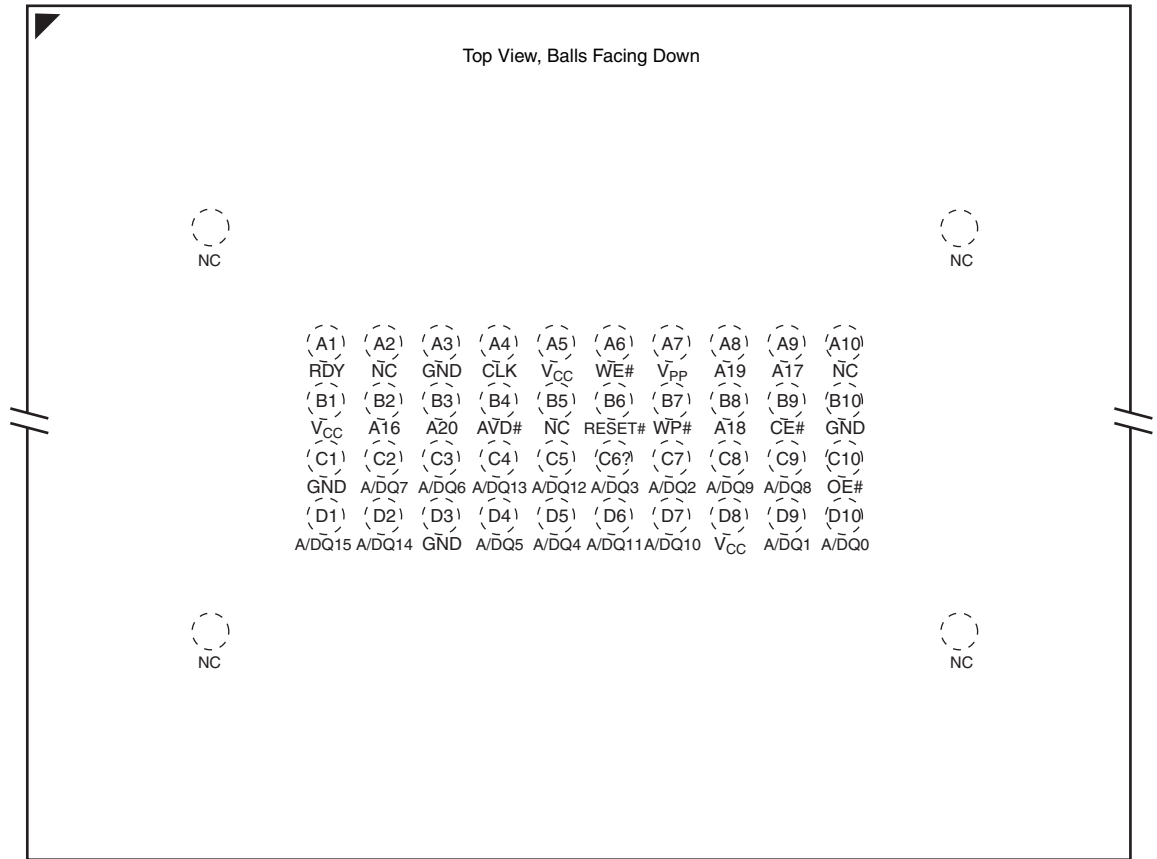 Top View, Balls Facing Down
NC NC
A1 A2 A3 A4 A5 A6 A7 A8 A9 A10
RDY NC GND CLK VCC WE# VPP A19 A17 NC
B1 B2 B3 B4 B5 B6 B7 B8 B9 B10
VCC A16 A20 AVD# NC RESET# WP# A18 CE# GND
C1 C2 C3 C4 C5 C6? C7 C8 C9 C10
GND A/DQ7 A/DQ6 A/DQ13 A/DQ12 A/DQ3 A/DQ2 A/DQ9 A/DQ8 OE#
D1 D2 D3 D4 D5 D6 D7 D8 D9 D10
A/DQ15 A/DQ14 GND A/DQ5 A/DQ4 A/DQ11 A/DQ10 VCC A/DQ1 A/DQ0
NC NC